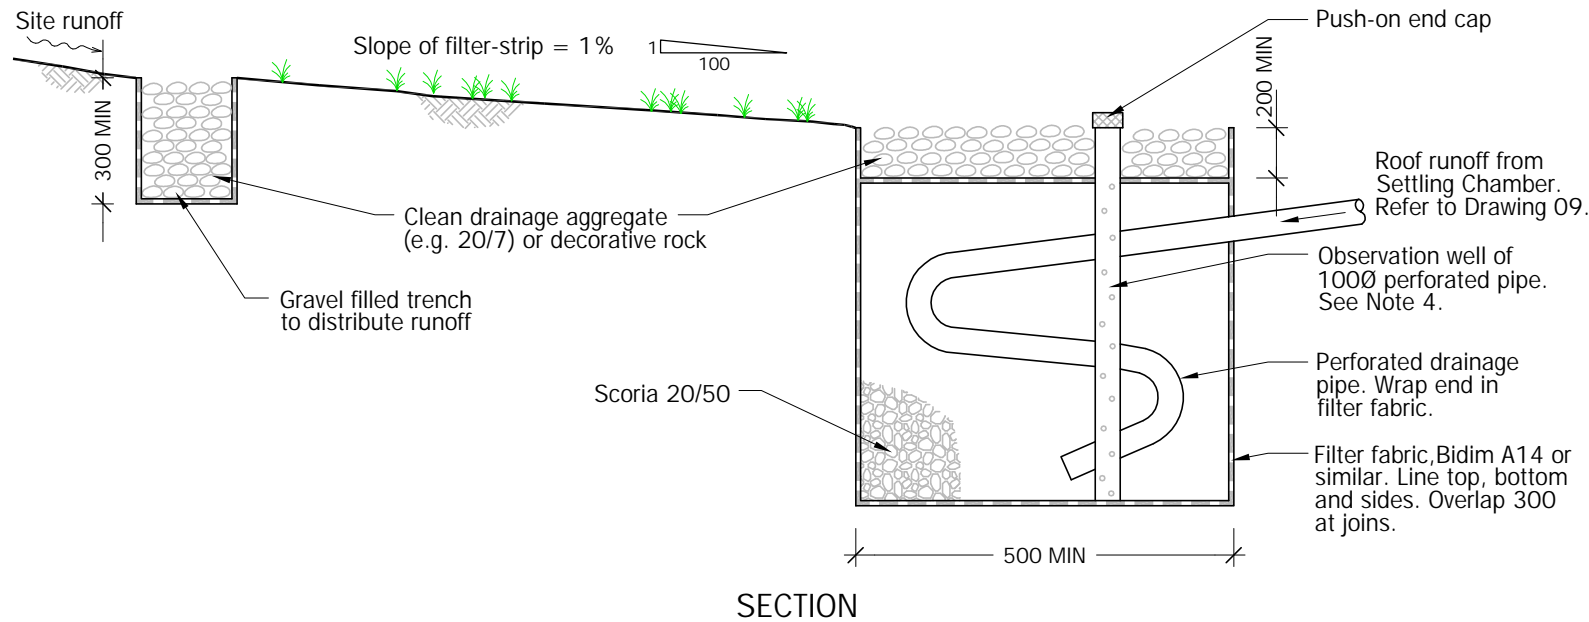 Site runoff
Slope of filter-strip = 1%
1
100
Push-on end cap
200 MIN
300 MIN
Roof runoff from
Settling Chamber.
Refer to Drawing 09.
Clean drainage aggregate
(e.g. 20/7) or decorative rock
Observation well of
100Ø perforated pipe.
See Note 4.
Gravel filled trench
to distribute runoff
Perforated drainage
pipe. Wrap end in
filter fabric.
Scoria 20/50
Filter fabric,Bidim A14 or
similar. Line top, bottom
and sides. Overlap 300
at joins.
500 MIN
SECTION